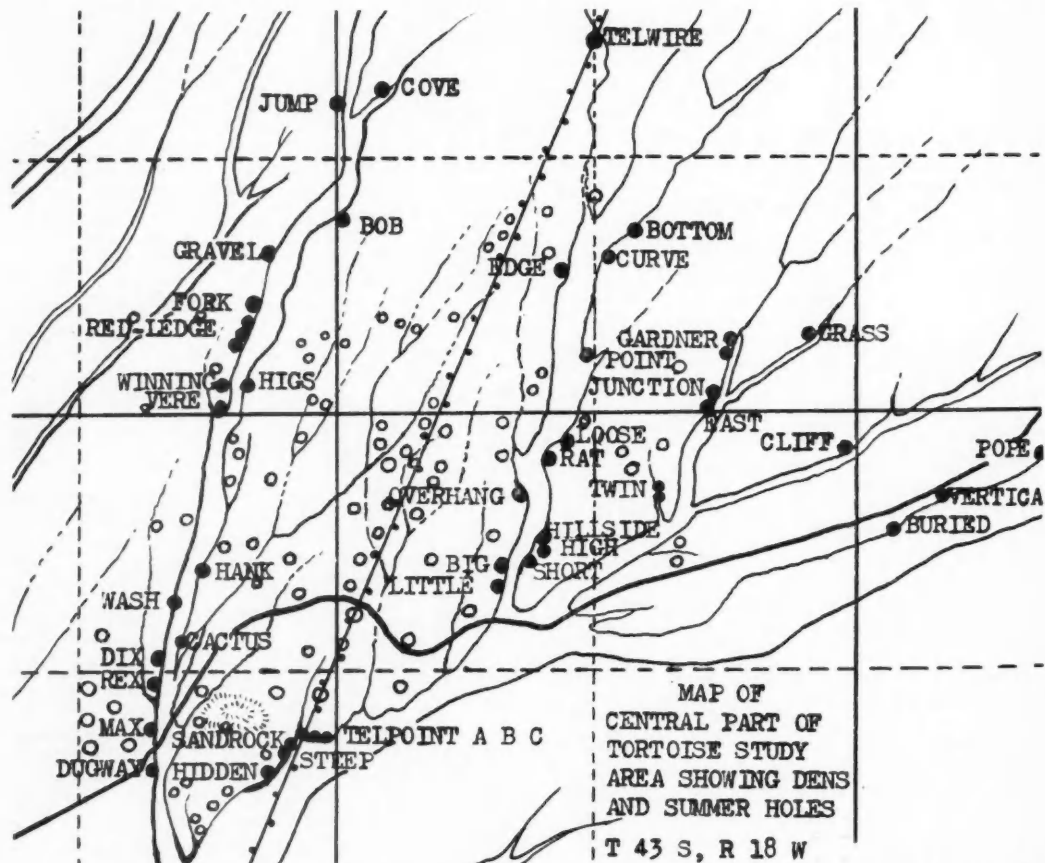 TELWIRE
COVE
JUMP
BOB
BOTTOM
GRAVEL
CURVE
EDGE
FORK
RED LEDGE
GARDNER
GRASS
POINT
JUNCTION
WINNING
HIGS
VERE
EAST
LOOSE
CLIFF
RAT
POPE
OVERHANG
TWIN
VERTICA
BURIED
HILLSIDE
HIGH
BIG
SHORT
HANK
LITTLE
WASH
CACTUS
DIX
REX
MAX
SANDROCK
TELPOINT A B C
STEEP
DUGWAY
HIDDEN
MAP OF
CENTRAL PART OF
TORTOISE STUDY
AREA SHOWING DENS
AND SUMMER HOLES
T 43 S, R 18 W